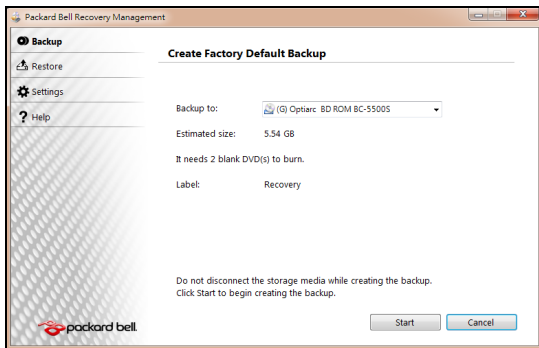 Packard Bell Recovery Management
Backup
Restore
Settings
Help
Create Factory Default Backup
Backup to: (G) Optiarc BD ROM BC-5500S
Estimated size: 5.54 GB
It needs 2 blank DVD(s) to burn.
Label: Recovery
Do not disconnect the storage media while creating the backup.
Click Start to begin creating the backup.
packard bell.
Start Cancel